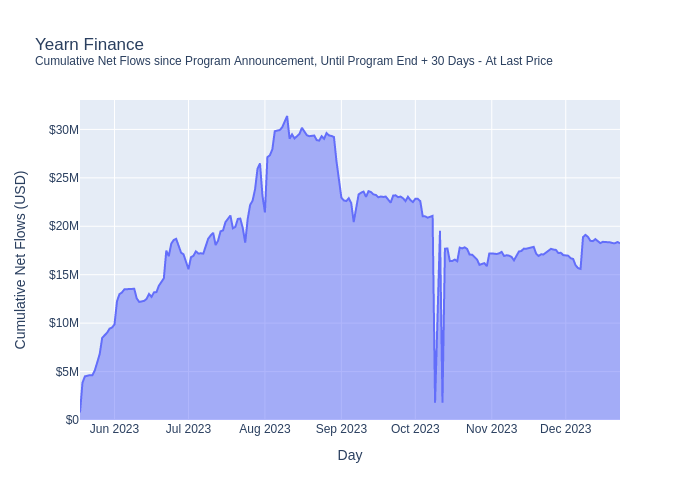 Yearn Finance
Cumulative Net Flows since Program Announcement, Until Program End + 30 Days - At Last Price
$30M
$25M
$20M
$15M
$10M
$5M
$0
Cumulative Net Flows (USD)
Jun 2023 Jul 2023 Aug 2023 Sep 2023 Oct 2023 Nov 2023 Dec 2023
Day